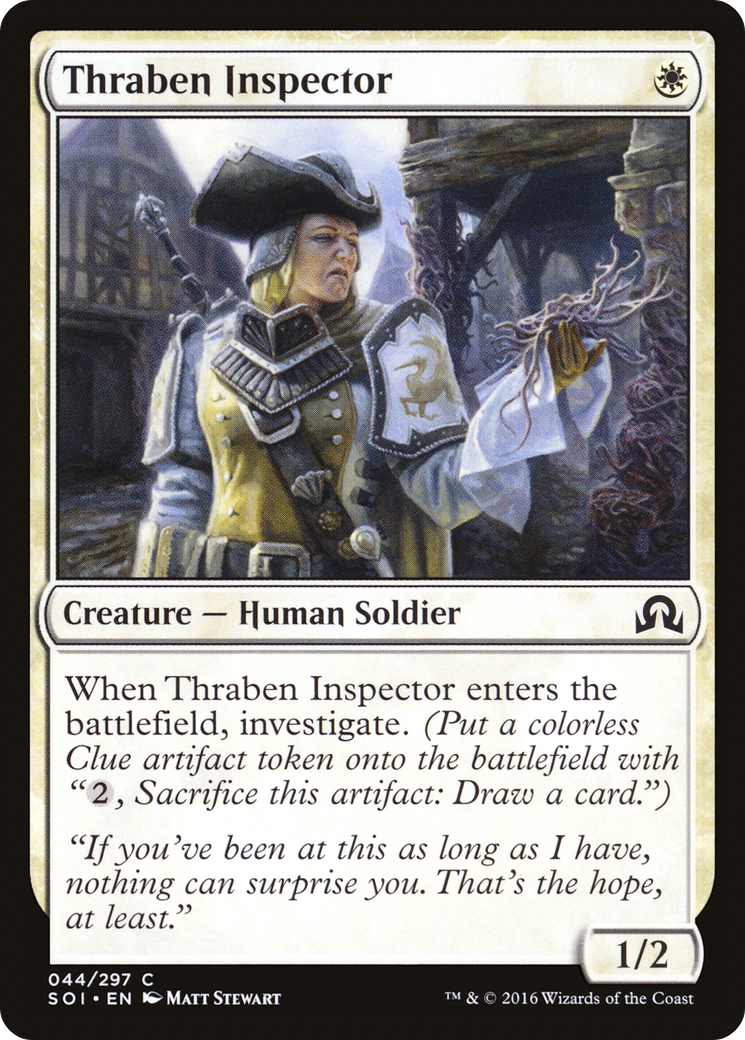 Thraben Inspector
Creature — Human Soldier
When Thraben Inspector enters the
battlefield, investigate. (Put a colorless
Clue artifact token onto the battlefield with
“2, Sacrifice this artifact: Draw a card.”)
“If you’ve been at this as long as I have,
nothing can surprise you. That’s the hope,
at least.”
1/2
044/297 C
SOI • EN Matt Stewart
™ & © 2016 Wizards of the Coast